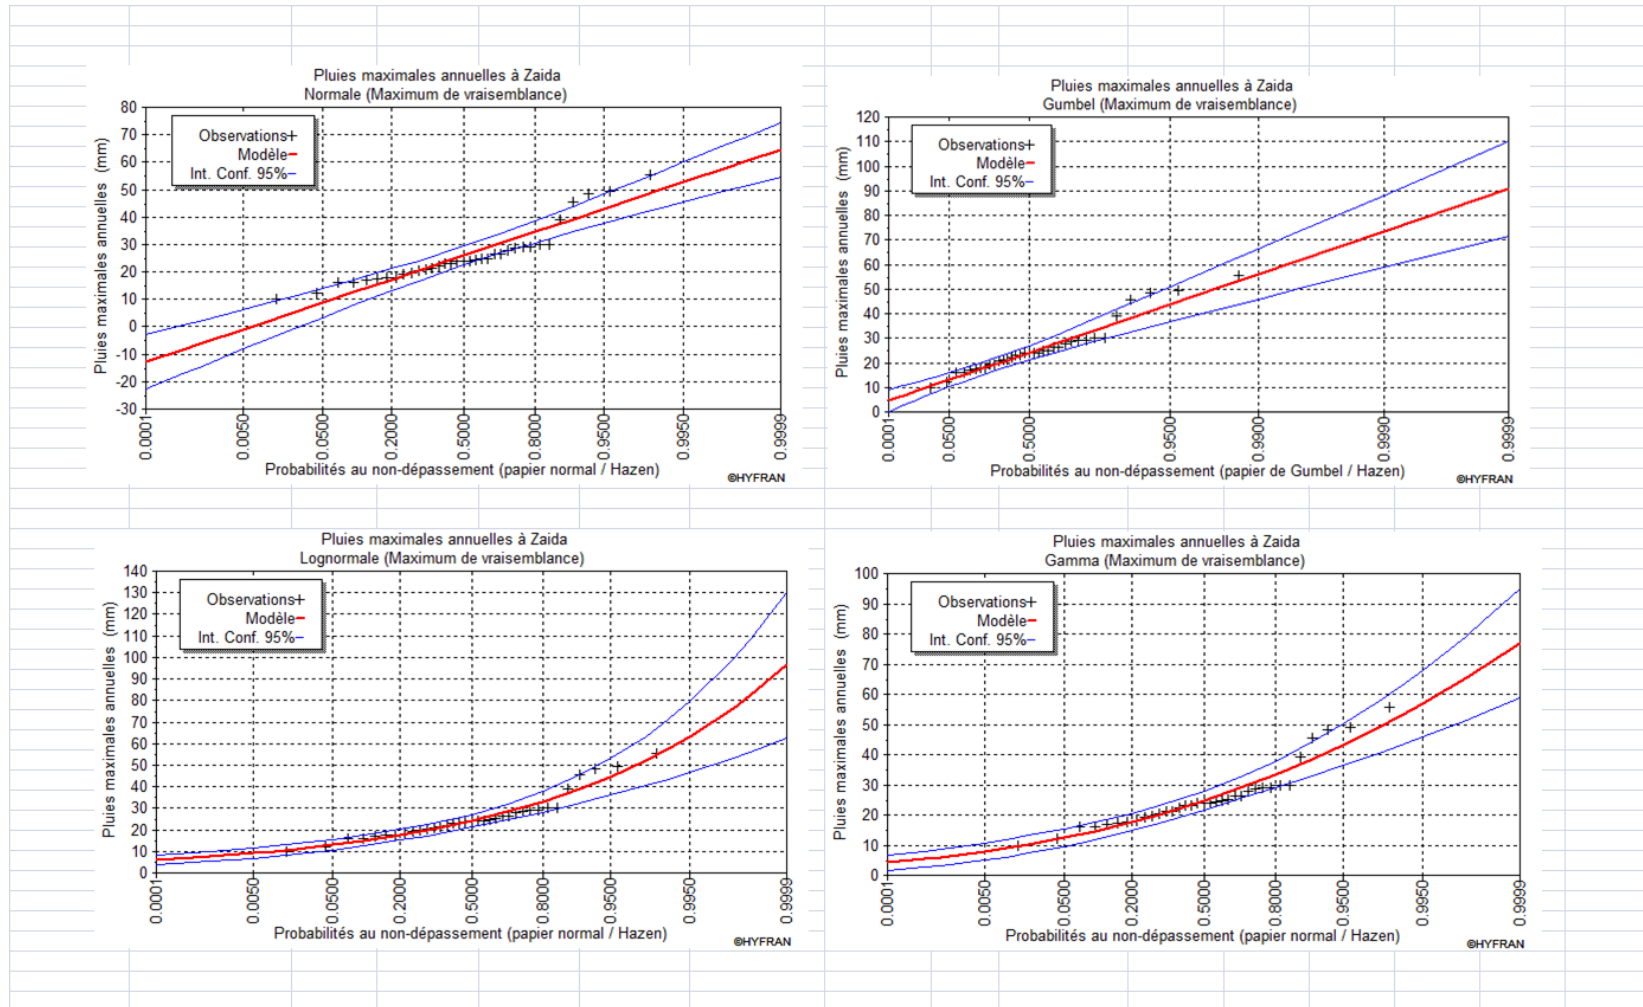 Pluies maximales annuelles à Zaida
Normale (Maximum de vraisemblance)
80
70
60
50
40
30
20
10
0
-10
-20
-30
Pluies maximales annuelles (mm)
Observations+
Modèle
Int. Conf. 95%
0.0001
0.0050
0.0500
0.2000
0.5000
0.8000
0.9500
0.9950
0.9999
Probabilités au non-dépassement (papier normal / Hazen)
©HYFRAN
Pluies maximales annuelles à Zaida
Gumbel (Maximum de vraisemblance)
120
110
100
90
80
70
60
50
40
30
20
10
0
Pluies maximales annuelles (mm)
Observations+
Modèle
Int. Conf. 95%
0.0001
0.0500
0.5000
0.9500
0.9900
0.9990
0.9999
Probabilités au non-dépassement (papier de Gumbel / Hazen)
©HYFRAN
Pluies maximales annuelles à Zaida
Lognormale (Maximum de vraisemblance)
140
130
120
110
100
90
80
70
60
50
40
30
20
10
0
Pluies maximales annuelles (mm)
Observations+
Modèle
Int. Conf. 95%
0.0001
0.0050
0.0500
0.2000
0.5000
0.8000
0.9500
0.9950
0.9999
Probabilités au non-dépassement (papier normal / Hazen)
©HYFRAN
Pluies maximales annuelles à Zaida
Gamma (Maximum de vraisemblance)
100
90
80
70
60
50
40
30
20
10
0
Pluies maximales annuelles (mm)
Observations+
Modèle
Int. Conf. 95%
0.0001
0.0050
0.0500
0.2000
0.5000
0.8000
0.9500
0.9950
0.9999
Probabilités au non-dépassement (papier normal / Hazen)
©HYFRAN